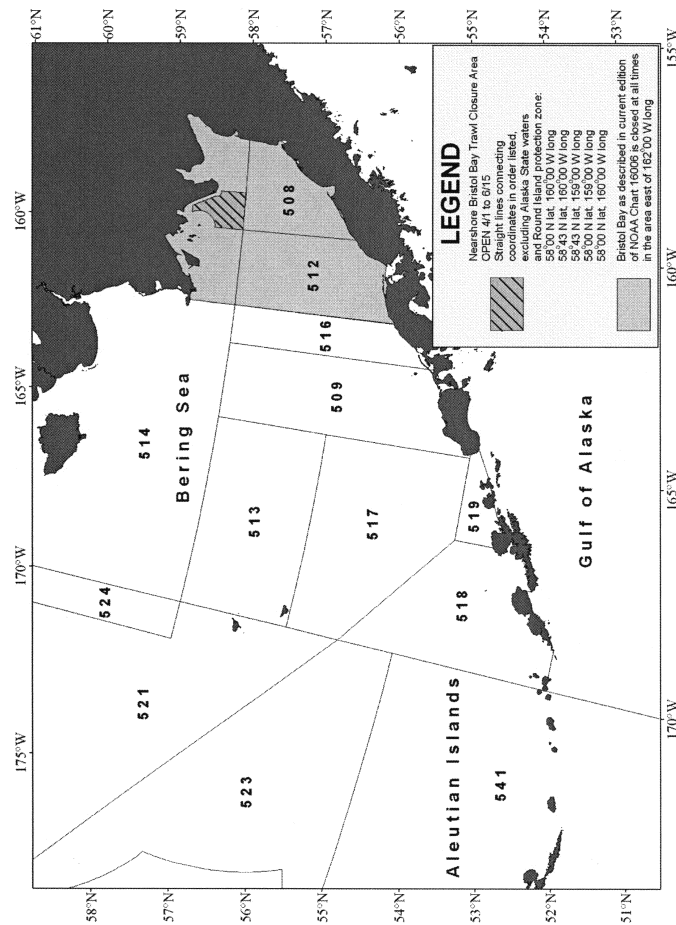 61°N
60°N
59°N
58°N
57°N
56°N
55°N
54°N
53°N
155°W
160°W
165°W
170°W
175°W
514
Bering Sea
524
521
523
513
517
509
516
512
508
519
518
541
Aleutian Islands
Gulf of Alaska
LEGEND
Nearshore Bristol Bay Trawl Closure Area
OPEN 4/1 to 6/15
Straight lines connecting
coordinates in order listed,
excluding Alaska State waters
and Round Island protection zone:
58°00 N lat, 160°00 W long
58°43 N lat, 160°00 W long
58°43 N lat, 159°00 W long
58°00 N lat, 159°00 W long
58°00 N lat, 160°00 W long
Bristol Bay as described in current edition
of NOAA Chart 16006 is closed at all times
in the area east of 162°00 W long
58°N
57°N
56°N
55°N
54°N
53°N
52°N
51°N
170°W
165°W
160°W
155°W